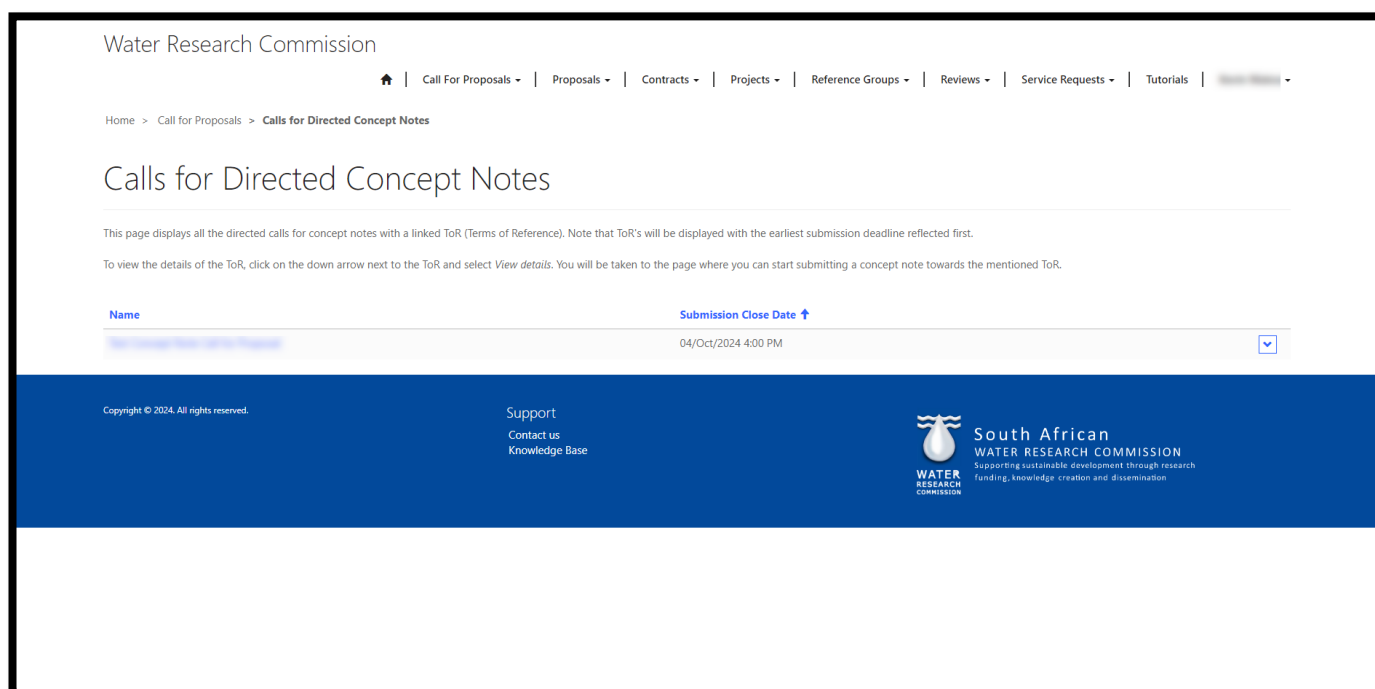 Water Research Commission
Call For Proposals
Proposals
Contracts
Projects
Reference Groups
Reviews
Service Requests
Tutorials
Home > Call for Proposals > Calls for Directed Concept Notes
Calls for Directed Concept Notes
This page displays all the directed calls for concept notes with a linked ToR (Terms of Reference). Note that ToR's will be displayed with the earliest submission deadline reflected first.
To view the details of the ToR, click on the down arrow next to the ToR and select View details. You will be taken to the page where you can start submitting a concept note towards the mentioned ToR.
Name
Submission Close Date
04/Oct/2024 4:00 PM
Copyright © 2024. All rights reserved.
Support
Contact us
Knowledge Base
WATER
RESEARCH
COMMISSION
South African
WATER RESEARCH COMMISSION
Supporting sustainable development through research
funding, knowledge creation and dissemination